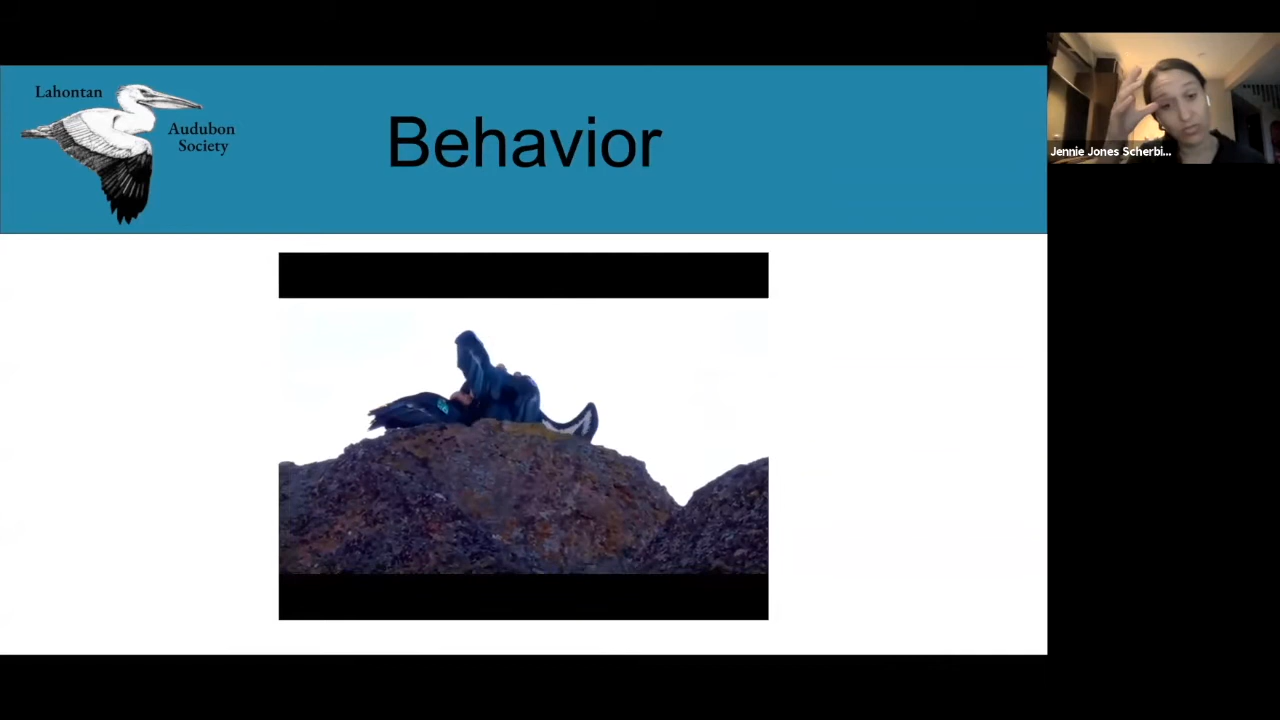 Lahontan
Audubon
Society
Behavior
Jennie Jones Scherbi...